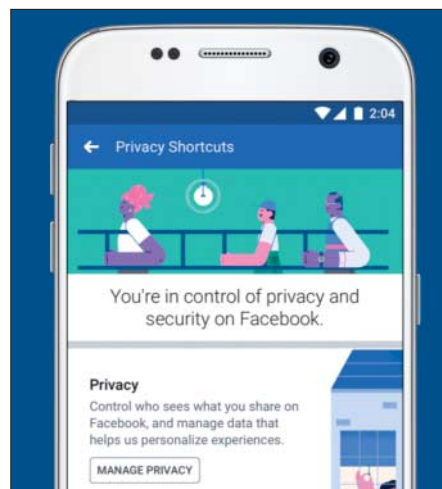 2:04
Privacy Shortcuts
You're in control of privacy and
security on Facebook.
Privacy
Control who sees what you share on
Facebook, and manage data that
helps us personalize experiences.
MANAGE PRIVACY